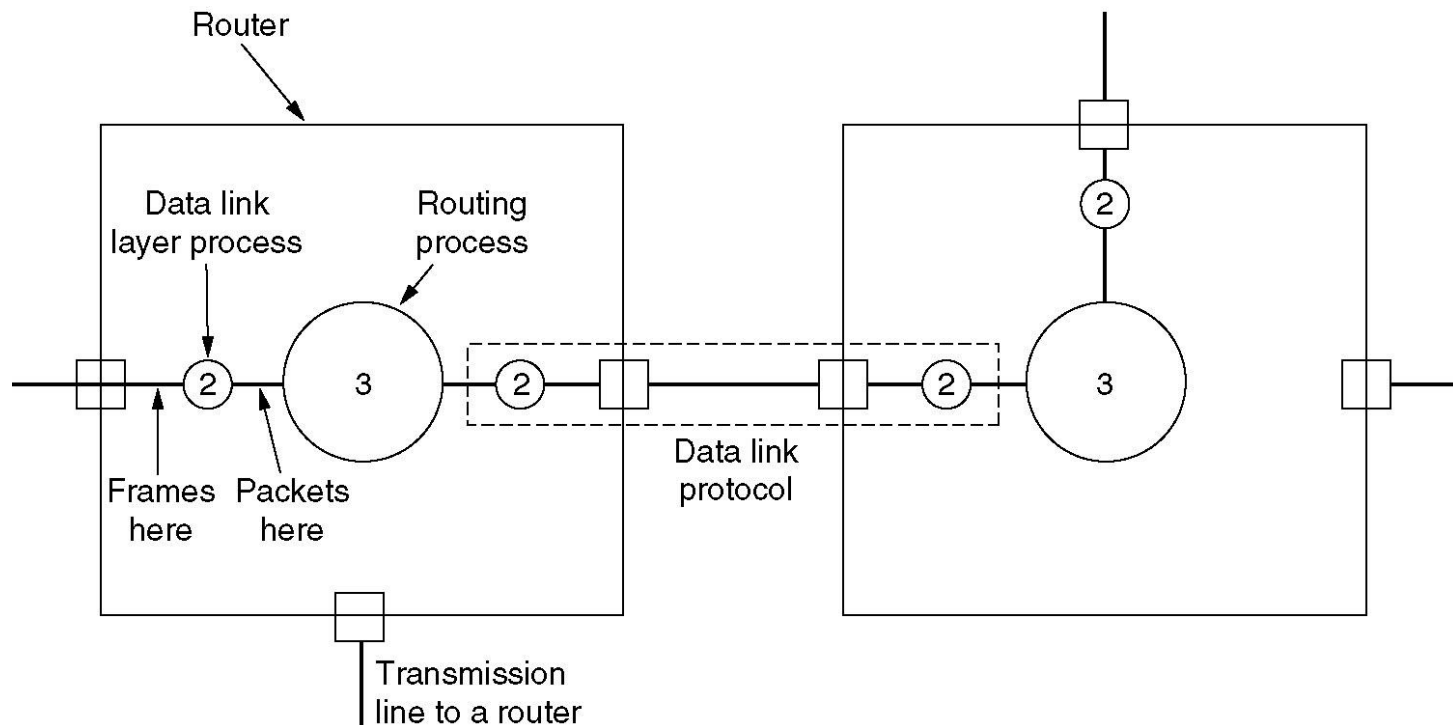 Router
Data link
layer process
Routing
process
2
2
3
2
2
3
Frames
here
Packets
here
Data link
protocol
Transmission
line to a router